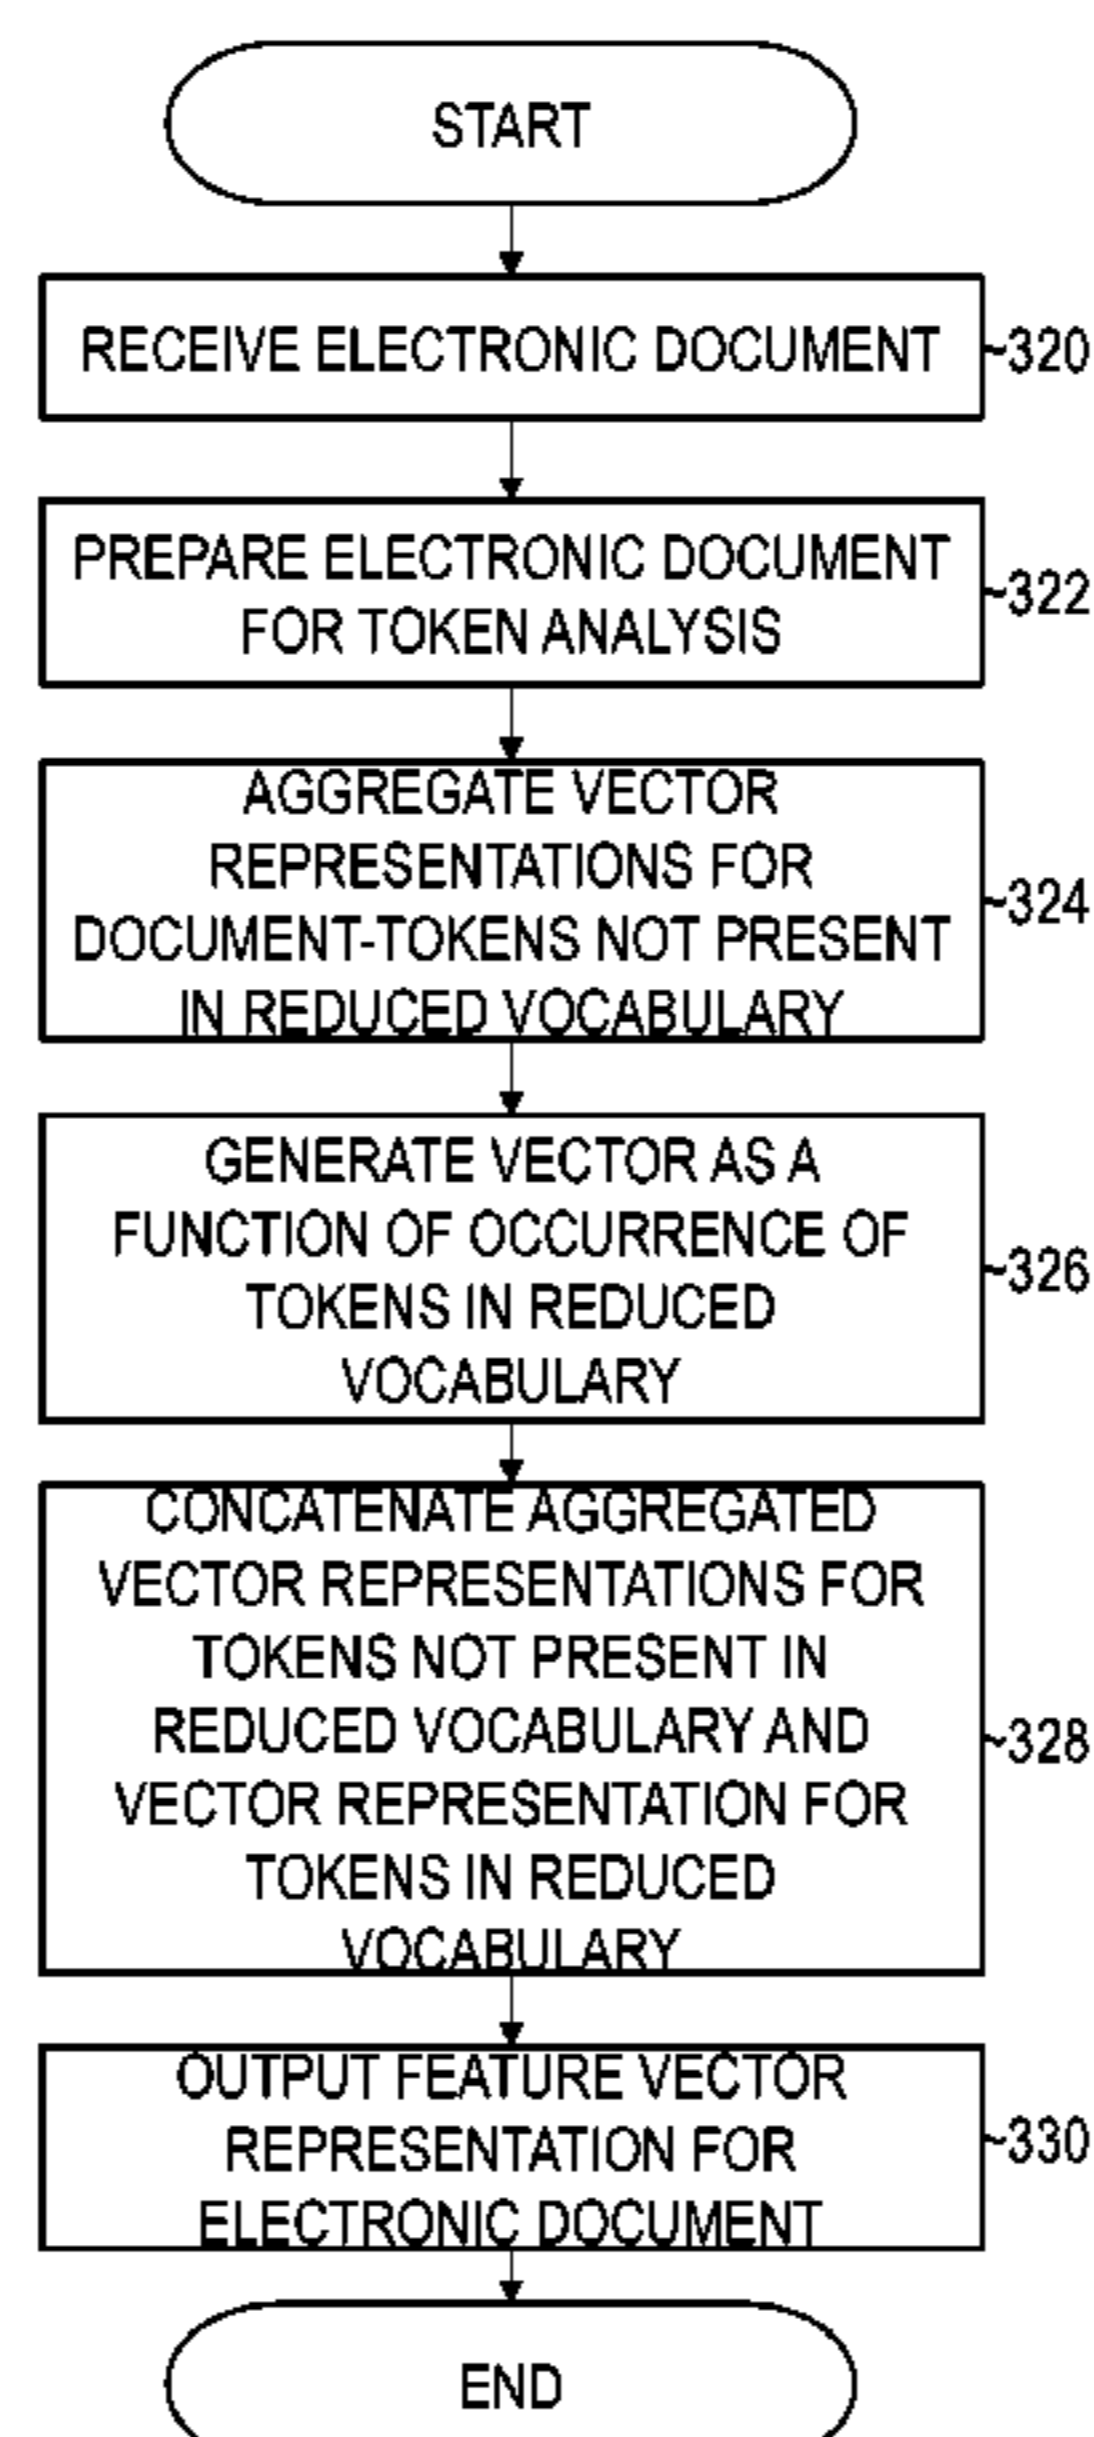 START
RECEIVE ELECTRONIC DOCUMENT
~320
PREPARE ELECTRONIC DOCUMENT
FOR TOKEN ANALYSIS
~322
AGGREGATE VECTOR
REPRESENTATIONS FOR
DOCUMENT-TOKENS NOT PRESENT
IN REDUCED VOCABULARY
~324
GENERATE VECTOR AS A
FUNCTION OF OCCURRENCE OF
TOKENS IN REDUCED
VOCABULARY
~326
CONCATENATE AGGREGATED
VECTOR REPRESENTATIONS FOR
TOKENS NOT PRESENT IN
REDUCED VOCABULARY AND
VECTOR REPRESENTATION FOR
TOKENS IN REDUCED
VOCABULARY
~328
OUTPUT FEATURE VECTOR
REPRESENTATION FOR
ELECTRONIC DOCUMENT
~330
END